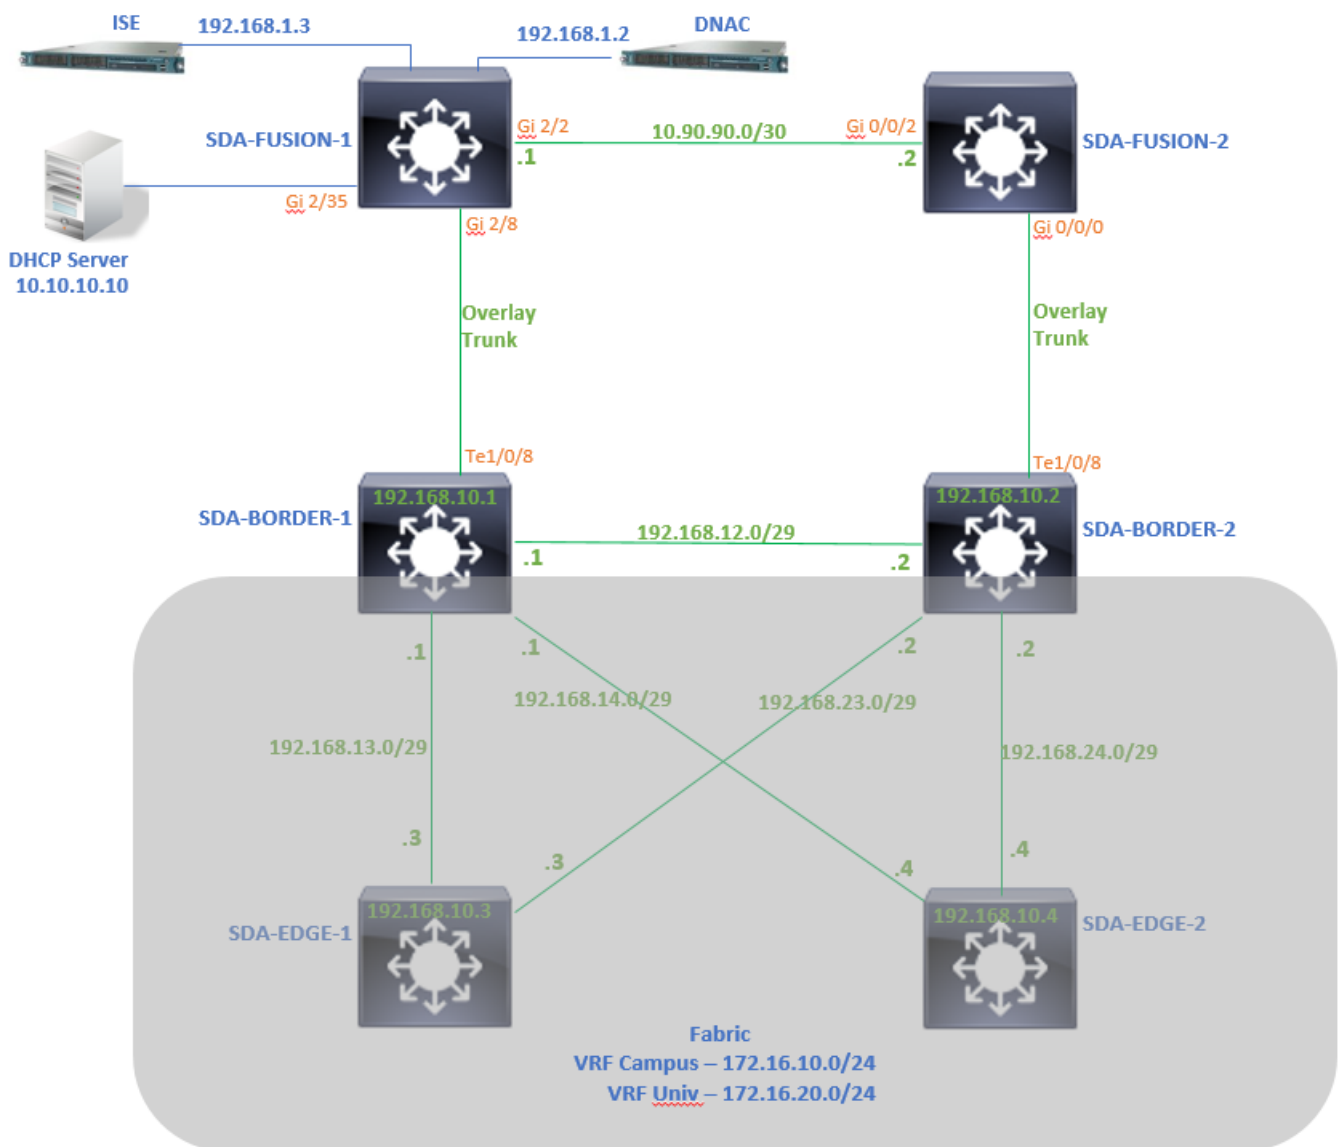 ISE
192.168.1.3
192.168.1.2
DNAC
SDA-FUSION-1
Gi 2/2
10.90.90.0/30
Gi 0/0/2
SDA-FUSION-2
.1
.2
Gi 2/35
Gi 2/8
Gi 0/0/0
DHCP Server
10.10.10.10
Overlay
Trunk
Overlay
Trunk
Te1/0/8
Te1/0/8
192.168.10.1
192.168.10.2
SDA-BORDER-1
192.168.12.0/29
SDA-BORDER-2
.1
.2
.1
.1
.2
.2
192.168.14.0/29
192.168.23.0/29
192.168.13.0/29
192.168.24.0/29
.3
.3
.4
.4
192.168.10.3
192.168.10.4
SDA-EDGE-1
SDA-EDGE-2
Fabric
VRF Campus – 172.16.10.0/24
VRF Univ – 172.16.20.0/24